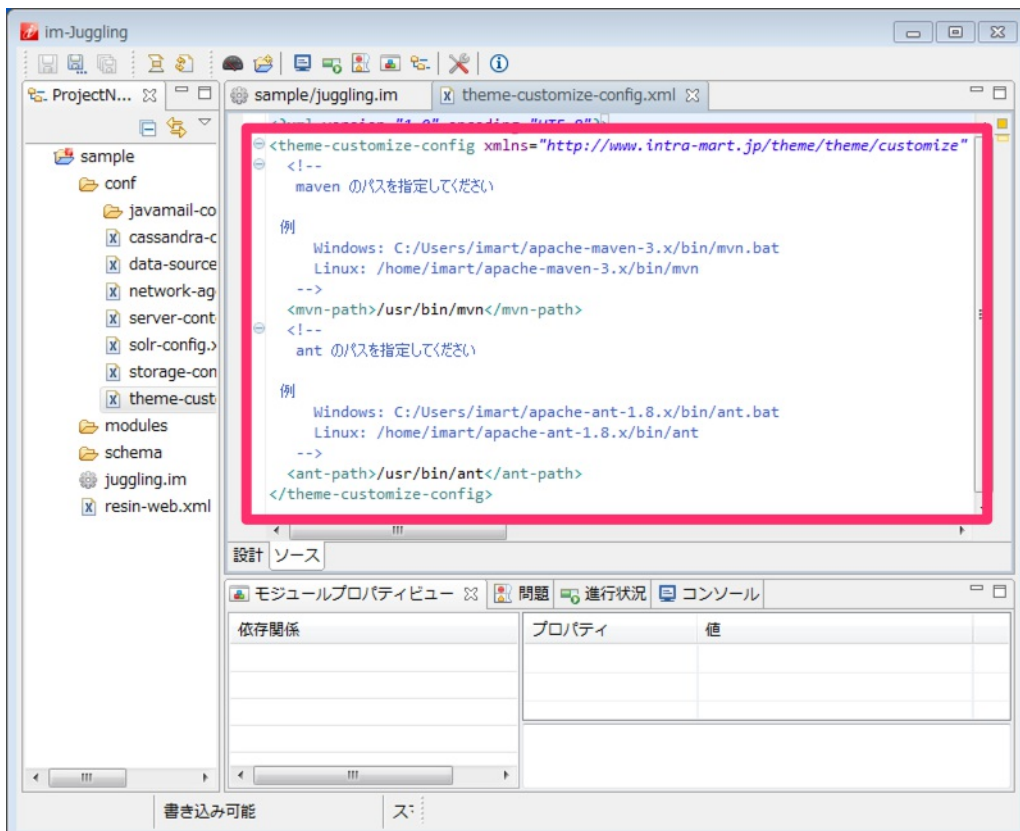 im-Juggling
ProjectN...
sample/juggling.im
theme-customize-config.xml
sample
conf
javamail-co
cassandra-c
data-source
network-ag
server-cont
solr-config.x
storage-con
theme-cust
modules
schema
juggling.im
resin-web.xml
<?xml version="1.0" encoding="UTF-8"?>
<theme-customize-config xmlns="http://www.intra-mart.jp/theme/theme/customize"
<!--
maven のパスを指定してください
例
Windows: C:/Users/imart/apache-maven-3.x/bin/mvn.bat
Linux: /home/imart/apache-maven-3.x/bin/mvn
-->
<mvn-path>/usr/bin/mvn</mvn-path>
<!--
ant のパスを指定してください
例
Windows: C:/Users/imart/apache-ant-1.8.x/bin/ant.bat
Linux: /home/imart/apache-ant-1.8.x/bin/ant
-->
<ant-path>/usr/bin/ant</ant-path>
</theme-customize-config>
設計 ソース
モジュールプロパティビュー 問題 進行状況 コンソール
依存関係
プロパティ 値
書き込み可能